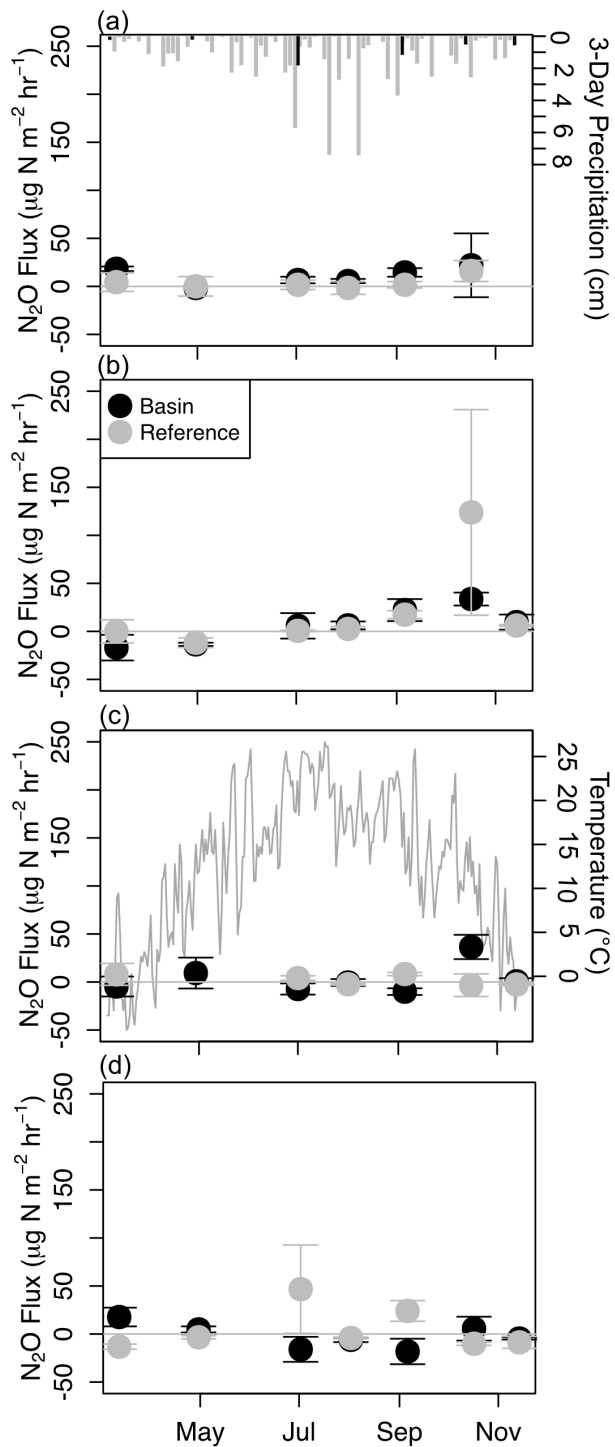 (a)
250
150
50
0
-50
N₂O Flux (µg N m⁻² hr⁻¹)
0
2
4
6
8
3-Day Precipitation (cm)
(b)
Basin
Reference
250
150
50
0
-50
N₂O Flux (µg N m⁻² hr⁻¹)
(c)
250
150
50
0
-50
N₂O Flux (µg N m⁻² hr⁻¹)
25
20
15
10
5
0
Temperature (°C)
(d)
250
150
50
0
-50
N₂O Flux (µg N m⁻² hr⁻¹)
May Jul Sep Nov